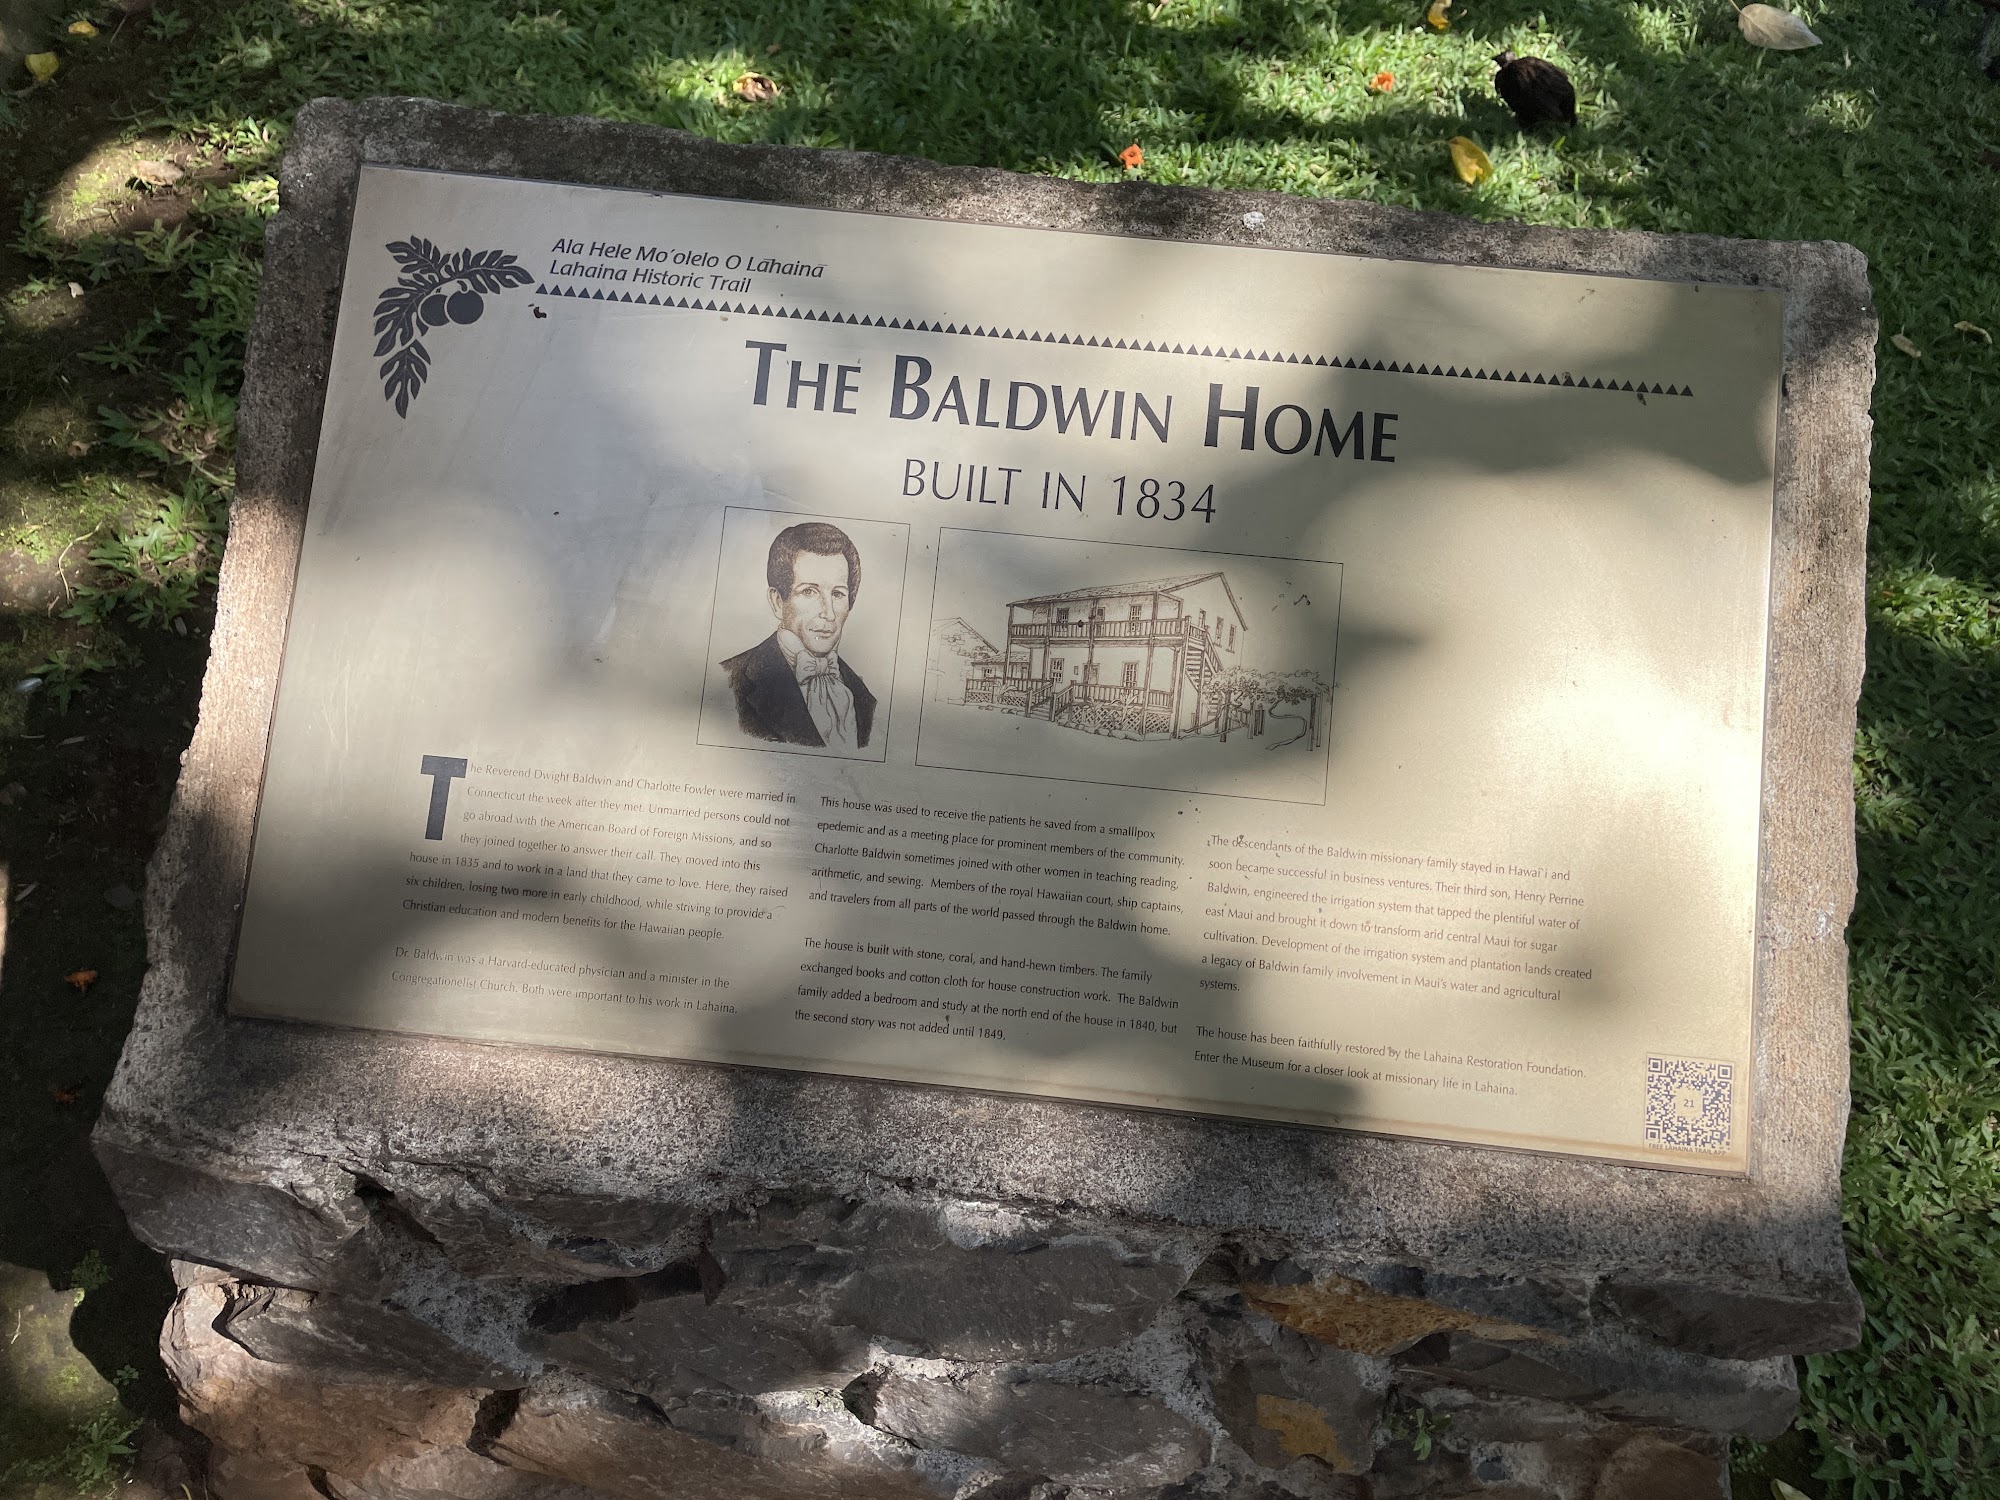 Ala Hele Mo´olelo O Lāhainā
Lahaina Historic Trail
THE BALDWIN HOME
BUILT IN 1834
The Reverend Dwight Baldwin and Charlotte Fowler were married in
Connecticut the week after they met. Unmarried persons could not
go abroad with the American Board of Foreign Missions, and so
they joined together to answer their call. They moved into this
house in 1835 and to work in a land that they came to love. Here, they raised
six children, losing two more in early childhood, while striving to provide a
Christian education and modern benefits for the Hawaiian people.
Dr. Baldwin was a Harvard-educated physician and a minister in the
Congregationelist Church. Both were important to his work in Lahaina.
This house was used to receive the patients he saved from a smalllpox
epedemic and as a meeting place for prominent members of the community.
Charlotte Baldwin sometimes joined with other women in teaching reading,
arithmetic, and sewing. Members of the royal Hawaiian court, ship captains,
and travelers from all parts of the world passed through the Baldwin home.
The house is built with stone, coral, and hand-hewn timbers. The family
exchanged books and cotton cloth for house construction work. The Baldwin
family added a bedroom and study at the north end of the house in 1840, but
the second story was not added until 1849.
The descendants of the Baldwin missionary family stayed in Hawai`i and
soon became successful in business ventures. Their third son, Henry Perrine
Baldwin, engineered the irrigation system that tapped the plentiful water of
east Maui and brought it down to transform arid central Maui for sugar
cultivation. Development of the irrigation system and plantation lands created
a legacy of Baldwin family involvement in Maui's water and agricultural
systems.
The house has been faithfully restored by the Lahaina Restoration Foundation.
Enter the Museum for a closer look at missionary life in Lahaina.
21
FREE LAHAINA TRAIL APP